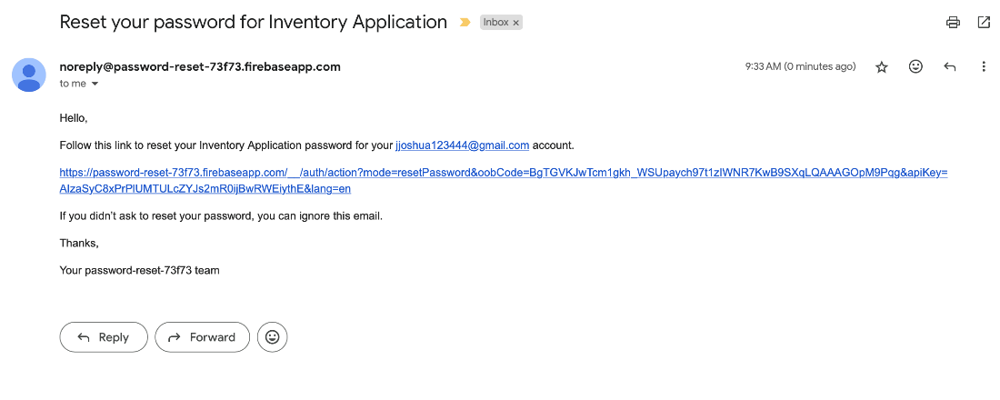 Reset your password for Inventory Application
Inbox x
noreply@password-reset-73f73.firebaseapp.com
9:33 AM (0 minutes ago)
to me
Hello,
Follow this link to reset your Inventory Application password for your jjoshua123444@gmail.com account.
https://password-reset-73f73.firebaseapp.com/__/auth/action?mode=resetPassword&oobCode=BgTGVKJwTcm1gkh_WSUpaych97t1zIWNR7KwB9SXqLQAAAGOpM9Pqg&apiKey=
AIzaSyC8xPrPlUMTULcZYJs2mR0ijBwRWEiythE&lang=en
If you didn't ask to reset your password, you can ignore this email.
Thanks,
Your password-reset-73f73 team
Reply
Forward